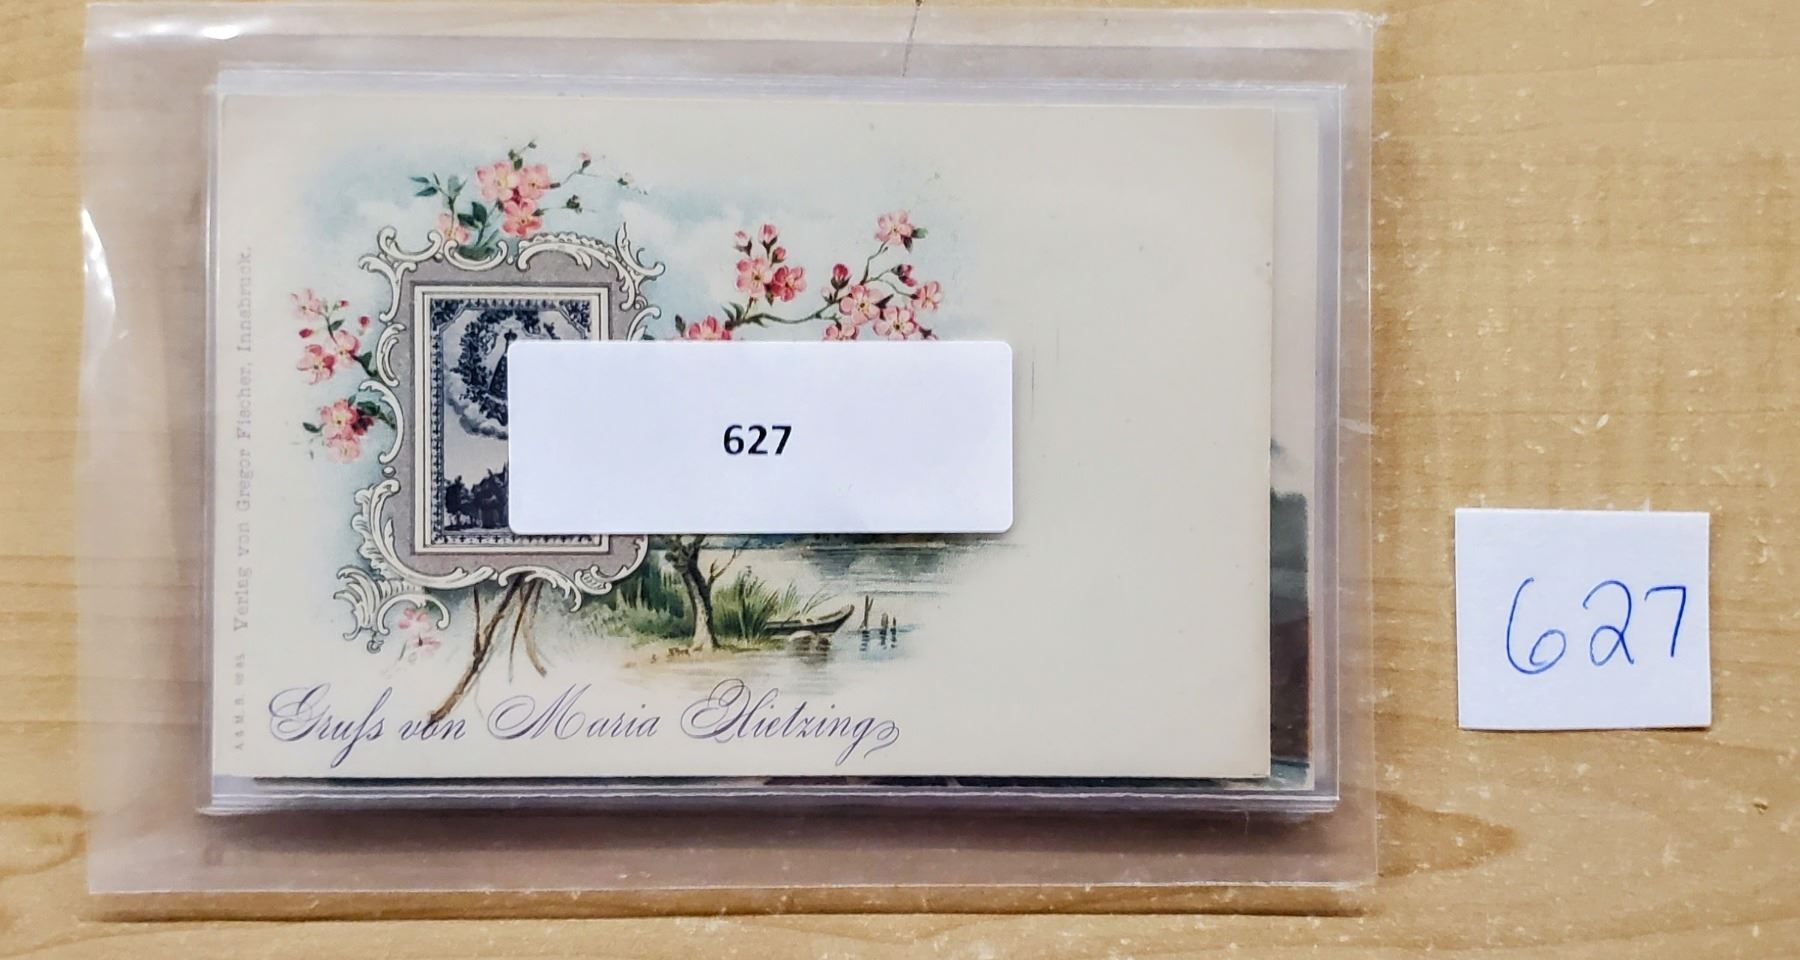 A & M. B.
Verlag von Gregor Fischer, Innsbruck.
627
Gruſs von Maria Hietzing
627